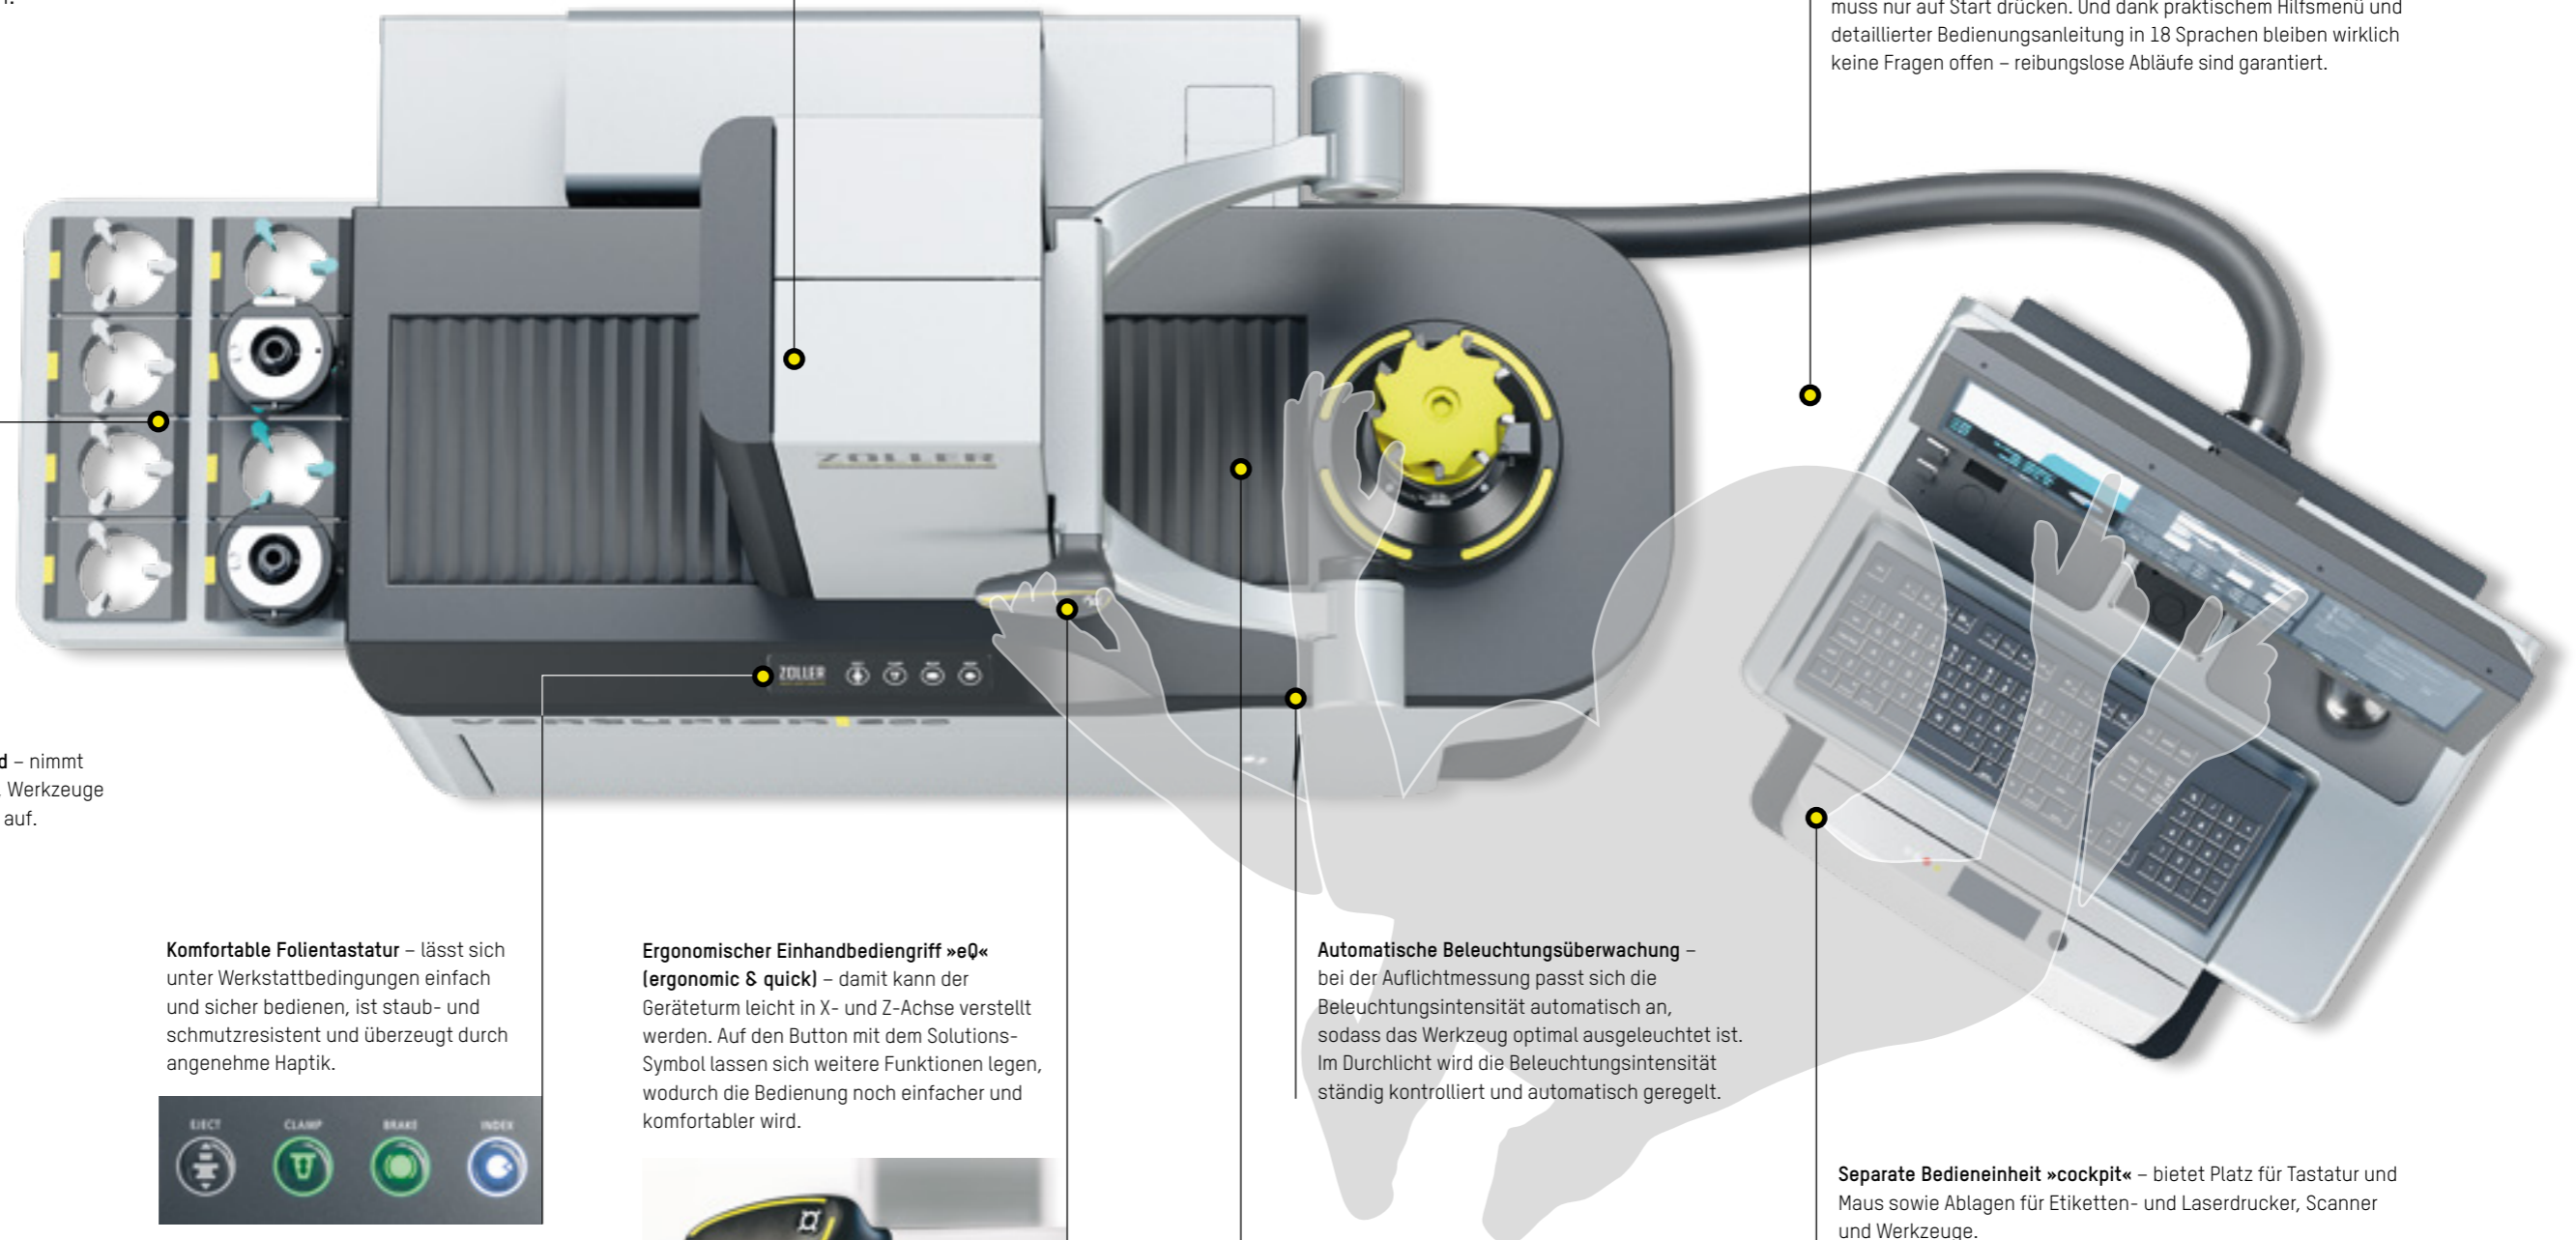 muss nur auf Start drücken. Und dank praktischem Hilfsmenü und
detaillierter Bedienungsanleitung in 18 Sprachen bleiben wirklich
keine Fragen offen – reibungslose Abläufe sind garantiert.
ZOLLER
ZOLLER
d – nimmt
Werkzeuge
auf.
Komfortable Folientastatur – lässt sich
unter Werkstattbedingungen einfach
und sicher bedienen, ist staub- und
schmutzresistent und überzeugt durch
angenehme Haptik.
EJECT CLAMP BRAKE INDEX
Ergonomischer Einhandbediengriff »eQ«
(ergonomic & quick) – damit kann der
Geräteturm leicht in X- und Z-Achse verstellt
werden. Auf den Button mit dem Solutions-
Symbol lassen sich weitere Funktionen legen,
wodurch die Bedienung noch einfacher und
komfortabler wird.
Automatische Beleuchtungsüberwachung –
bei der Auflichtmessung passt sich die
Beleuchtungsintensität automatisch an,
sodass das Werkzeug optimal ausgeleuchtet ist.
Im Durchlicht wird die Beleuchtungsintensität
ständig kontrolliert und automatisch geregelt.
Separate Bedieneinheit »cockpit« – bietet Platz für Tastatur und
Maus sowie Ablagen für Etiketten- und Laserdrucker, Scanner
und Werkzeuge.